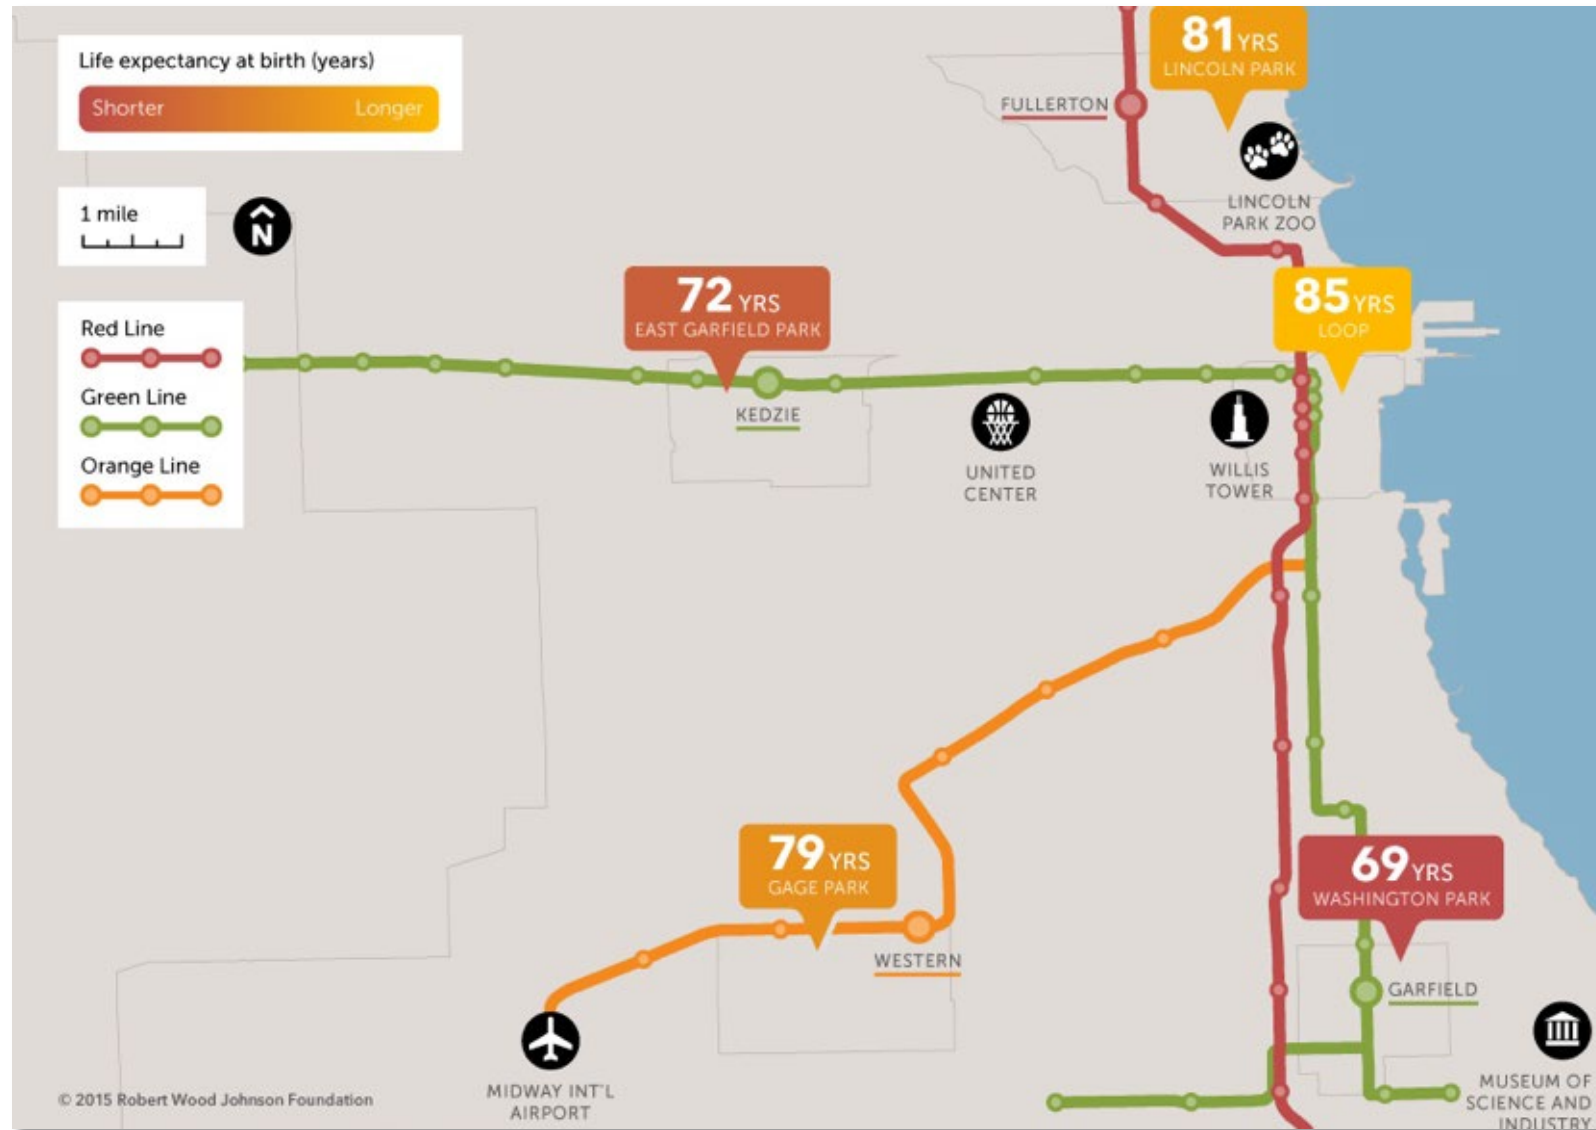 Life expectancy at birth (years)
Shorter
Longer
1 mile
N
Red Line
Green Line
Orange Line
81 YRS
LINCOLN PARK
FULLERTON
LINCOLN
PARK ZOO
72 YRS
EAST GARFIELD PARK
85 YRS
LOOP
KEDZIE
UNITED
CENTER
WILLIS
TOWER
79 YRS
GAGE PARK
69 YRS
WASHINGTON PARK
WESTERN
GARFIELD
MIDWAY INT'L
AIRPORT
MUSEUM OF
SCIENCE AND
INDUSTRY
© 2015 Robert Wood Johnson Foundation